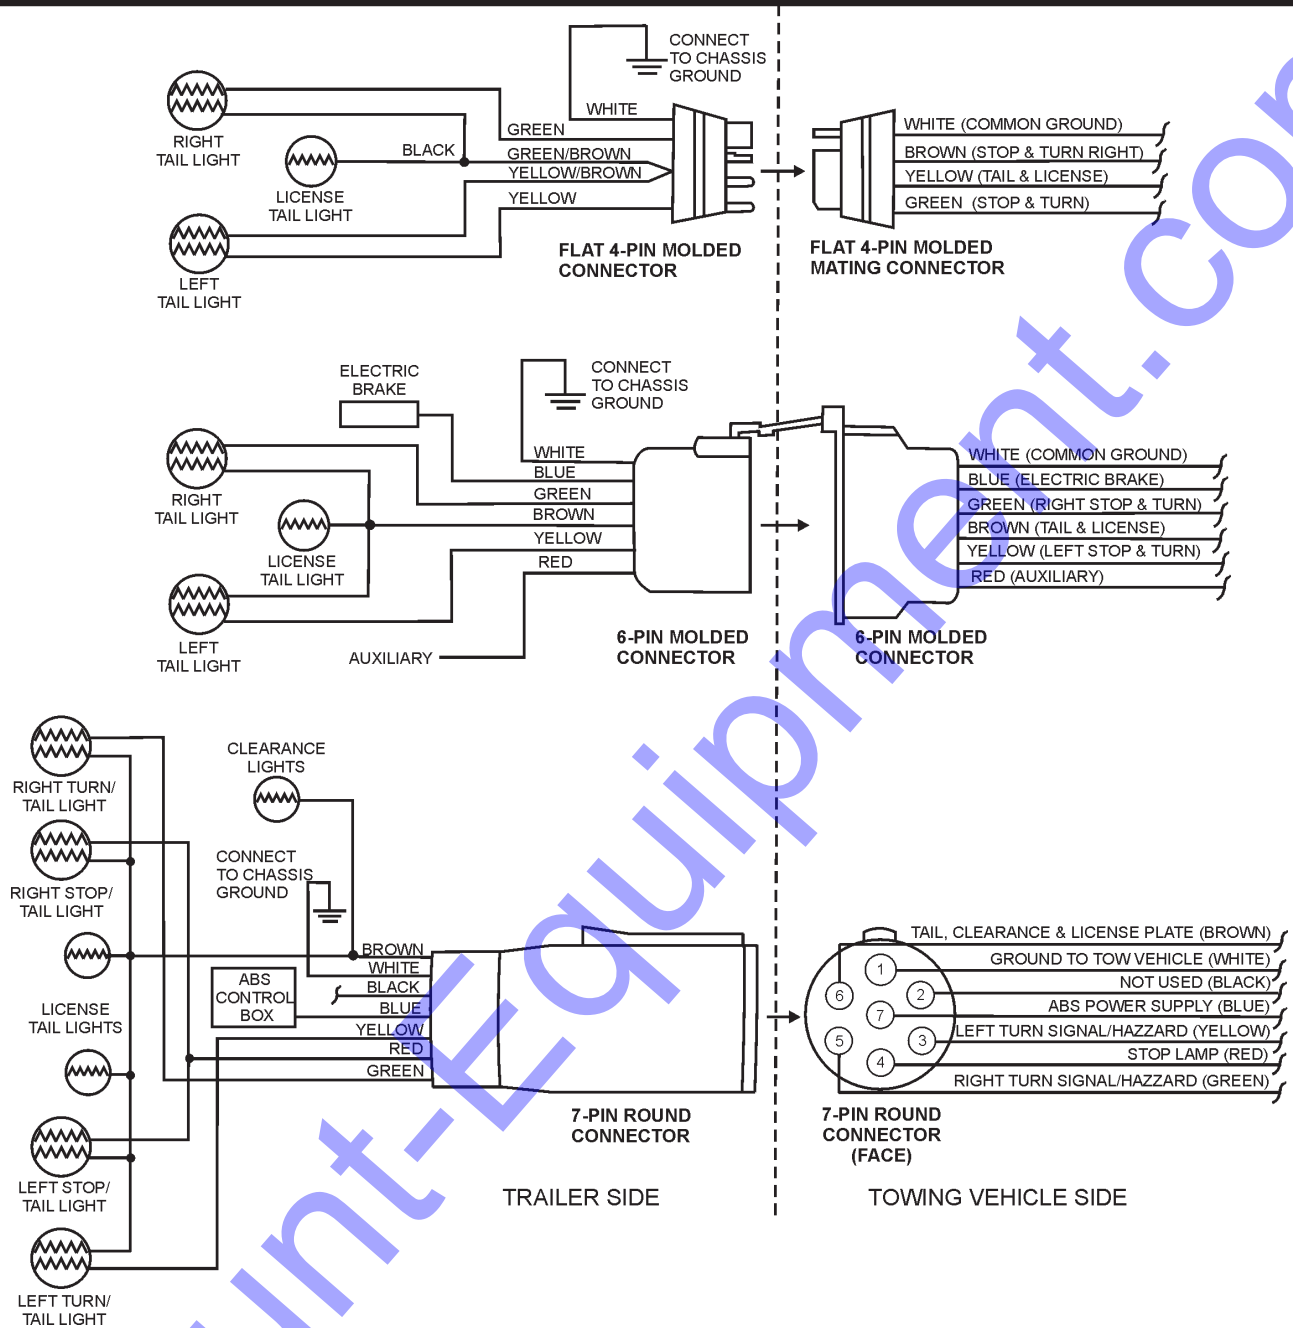 CONNECT
TO CHASSIS
GROUND
WHITE
GREEN
BLACK
GREEN/BROWN
YELLOW/BROWN
YELLOW
RIGHT
TAIL LIGHT
LICENSE
TAIL LIGHT
LEFT
TAIL LIGHT
FLAT 4-PIN MOLDED
CONNECTOR
WHITE (COMMON GROUND)
BROWN (STOP & TURN RIGHT)
YELLOW (TAIL & LICENSE)
GREEN (STOP & TURN)
FLAT 4-PIN MOLDED
MATING CONNECTOR
ELECTRIC
BRAKE
CONNECT
TO CHASSIS
GROUND
WHITE
BLUE
GREEN
BROWN
YELLOW
RED
RIGHT
TAIL LIGHT
LICENSE
TAIL LIGHT
LEFT
TAIL LIGHT
AUXILIARY
6-PIN MOLDED
CONNECTOR
WHITE (COMMON GROUND)
BLUE (ELECTRIC BRAKE)
GREEN (RIGHT STOP & TURN)
BROWN (TAIL & LICENSE)
YELLOW (LEFT STOP & TURN)
RED (AUXILIARY)
6-PIN MOLDED
CONNECTOR
RIGHT TURN/
TAIL LIGHT
CLEARANCE
LIGHTS
RIGHT STOP/
TAIL LIGHT
CONNECT
TO CHASSIS
GROUND
LICENSE
TAIL LIGHTS
ABS
CONTROL
BOX
BROWN
WHITE
BLACK
BLUE
YELLOW
RED
GREEN
LEFT STOP/
TAIL LIGHT
LEFT TURN/
TAIL LIGHT
7-PIN ROUND
CONNECTOR
TRAILER SIDE
TAIL, CLEARANCE & LICENSE PLATE (BROWN)
GROUND TO TOW VEHICLE (WHITE)
NOT USED (BLACK)
ABS POWER SUPPLY (BLUE)
LEFT TURN SIGNAL/HAZZARD (YELLOW)
STOP LAMP (RED)
RIGHT TURN SIGNAL/HAZZARD (GREEN)
1
6
2
7
5
3
4
7-PIN ROUND
CONNECTOR
(FACE)
TOWING VEHICLE SIDE
unt-Equipment.co